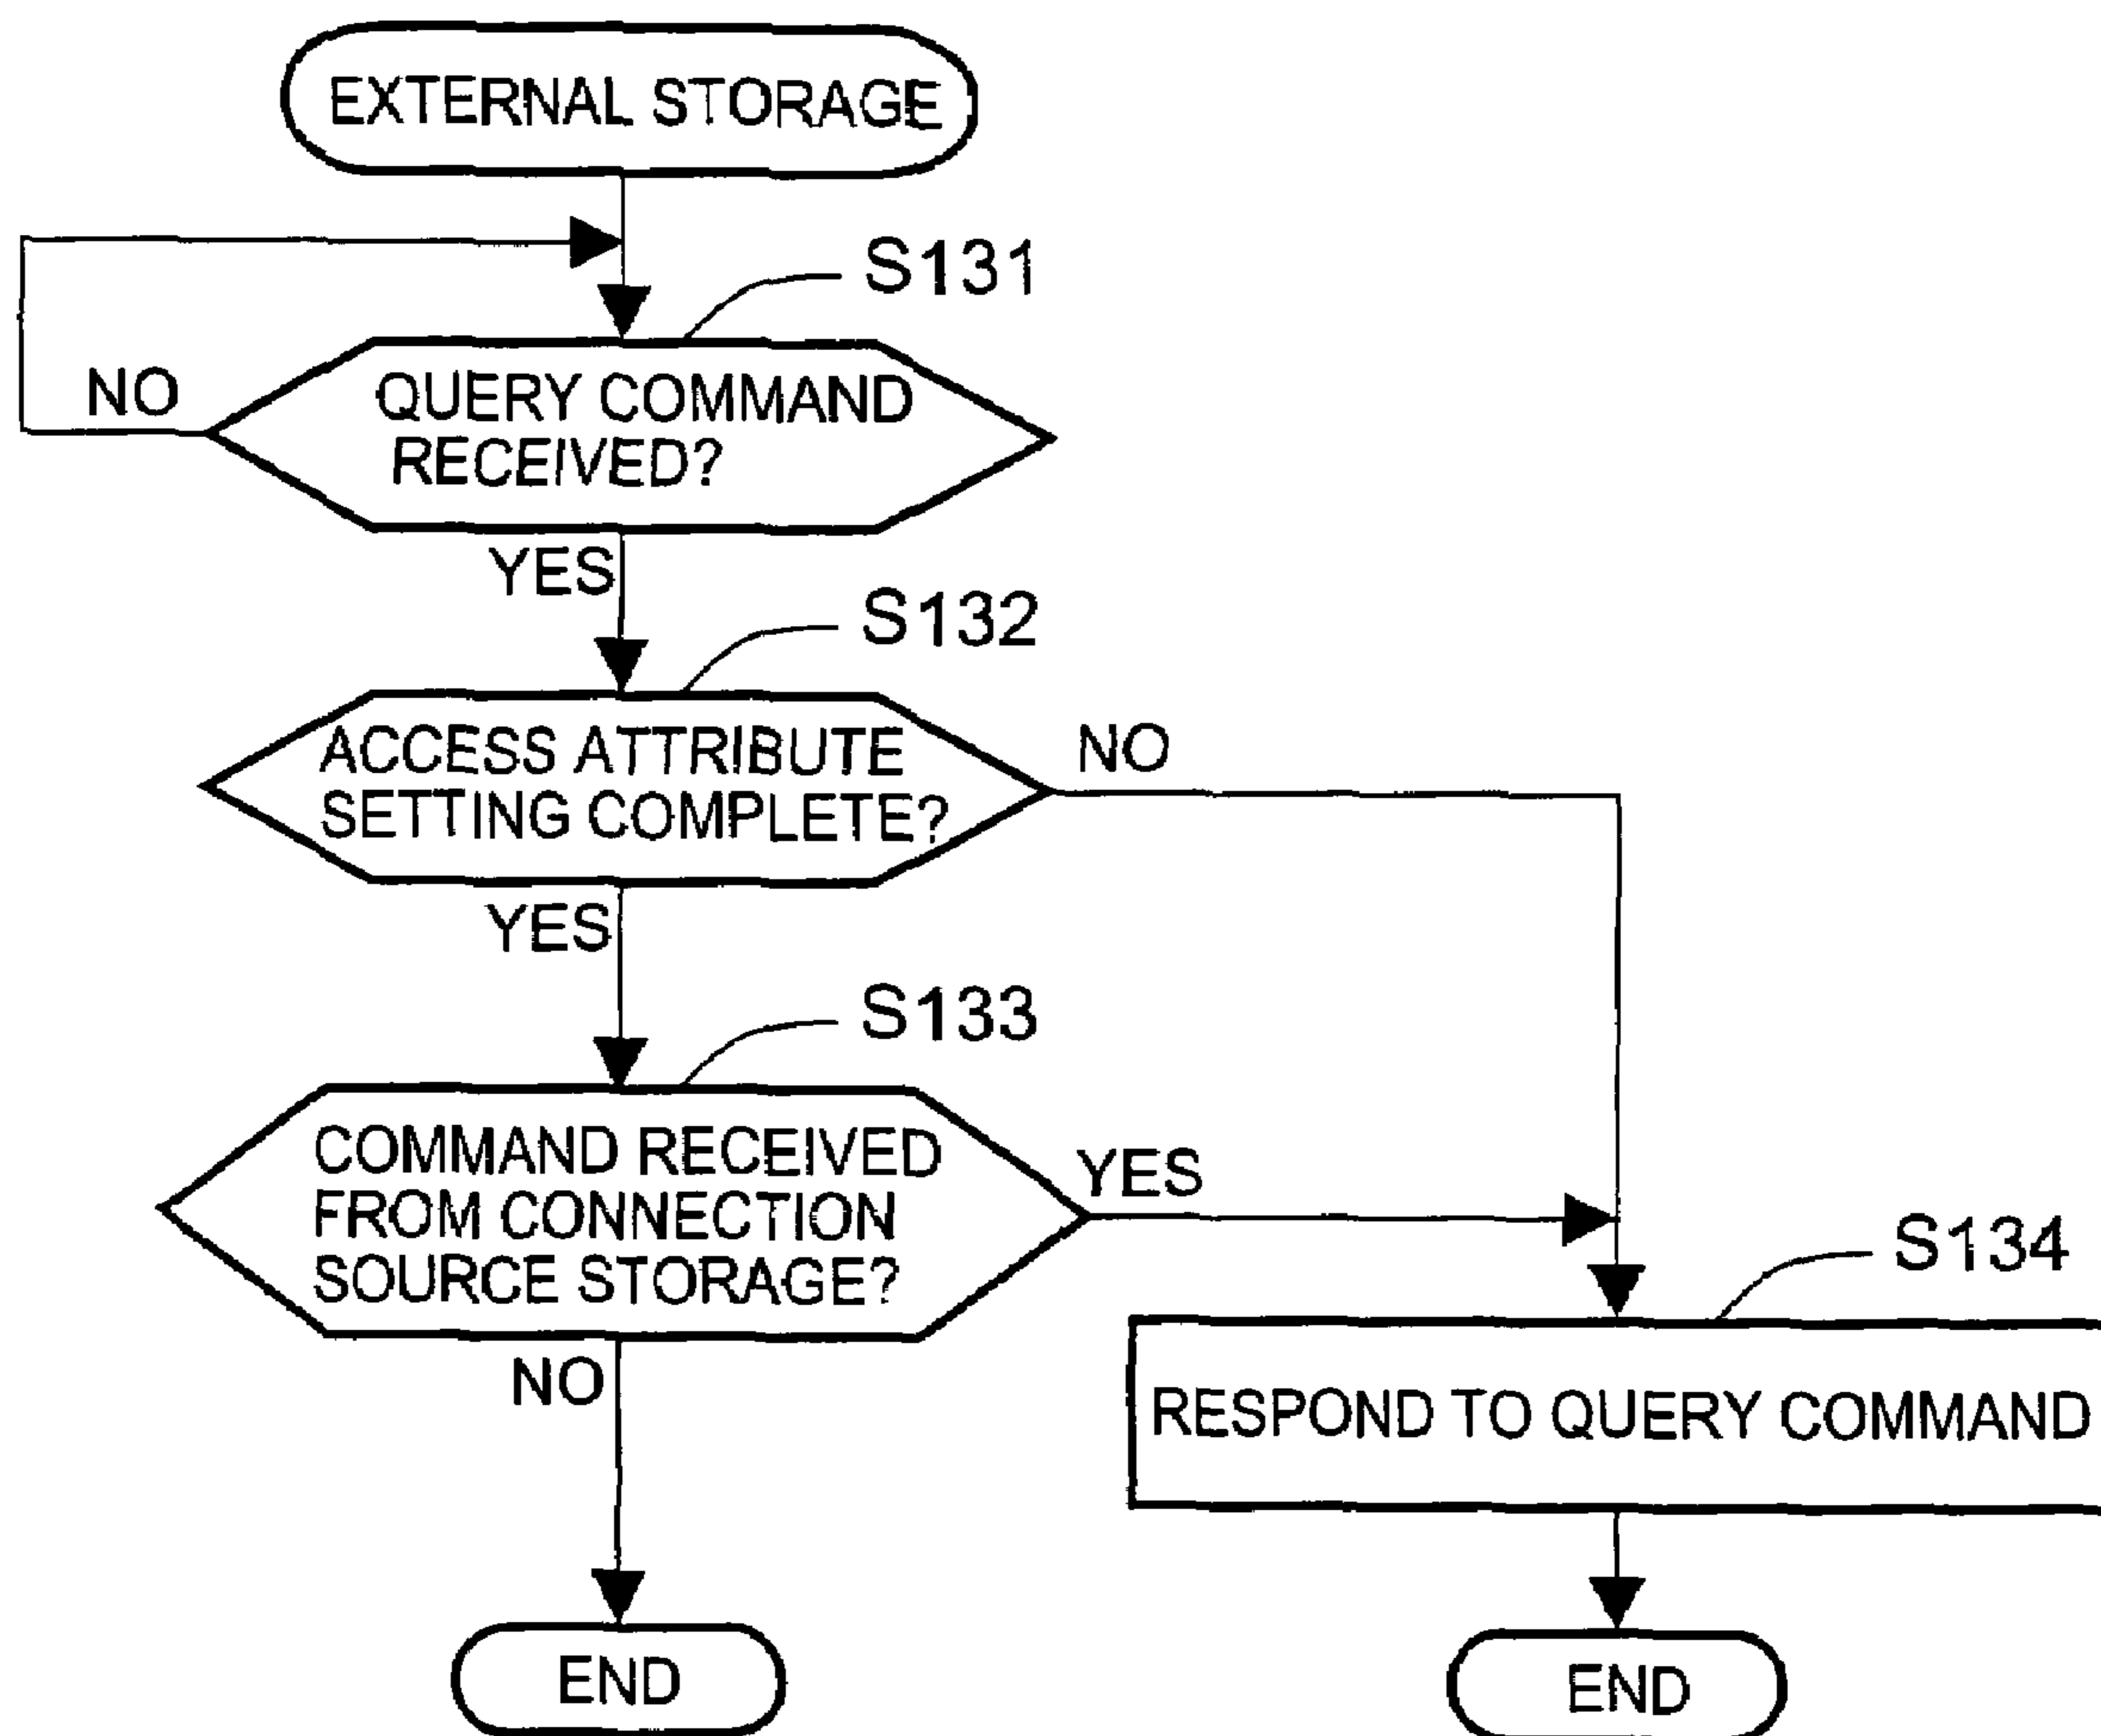 EXTERNAL STORAGE
S131
NO
QUERY COMMAND
RECEIVED?
YES
S132
ACCESS ATTRIBUTE
SETTING COMPLETE?
NO
YES
S133
COMMAND RECEIVED
FROM CONNECTION
SOURCE STORAGE?
YES
NO
S134
RESPOND TO QUERY COMMAND
END
END